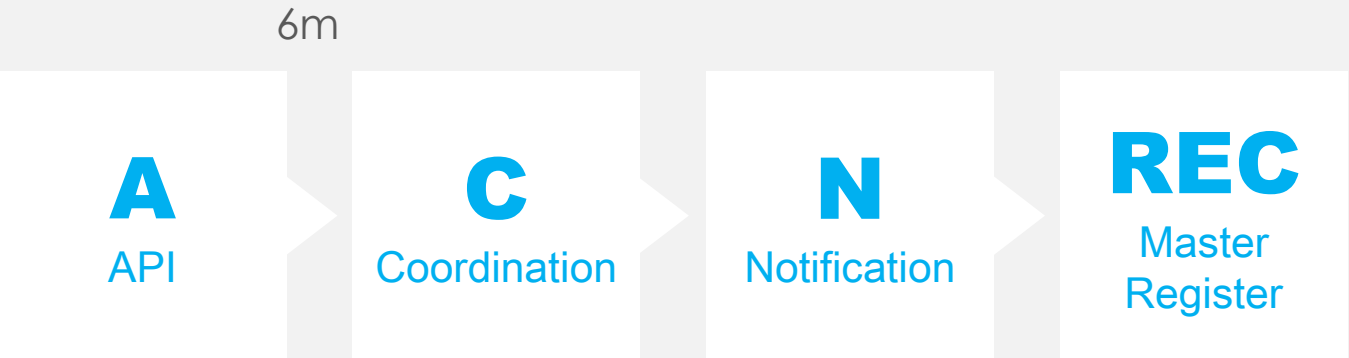 6m
A
API
C
Coordination
N
Notification
REC
Master
Register